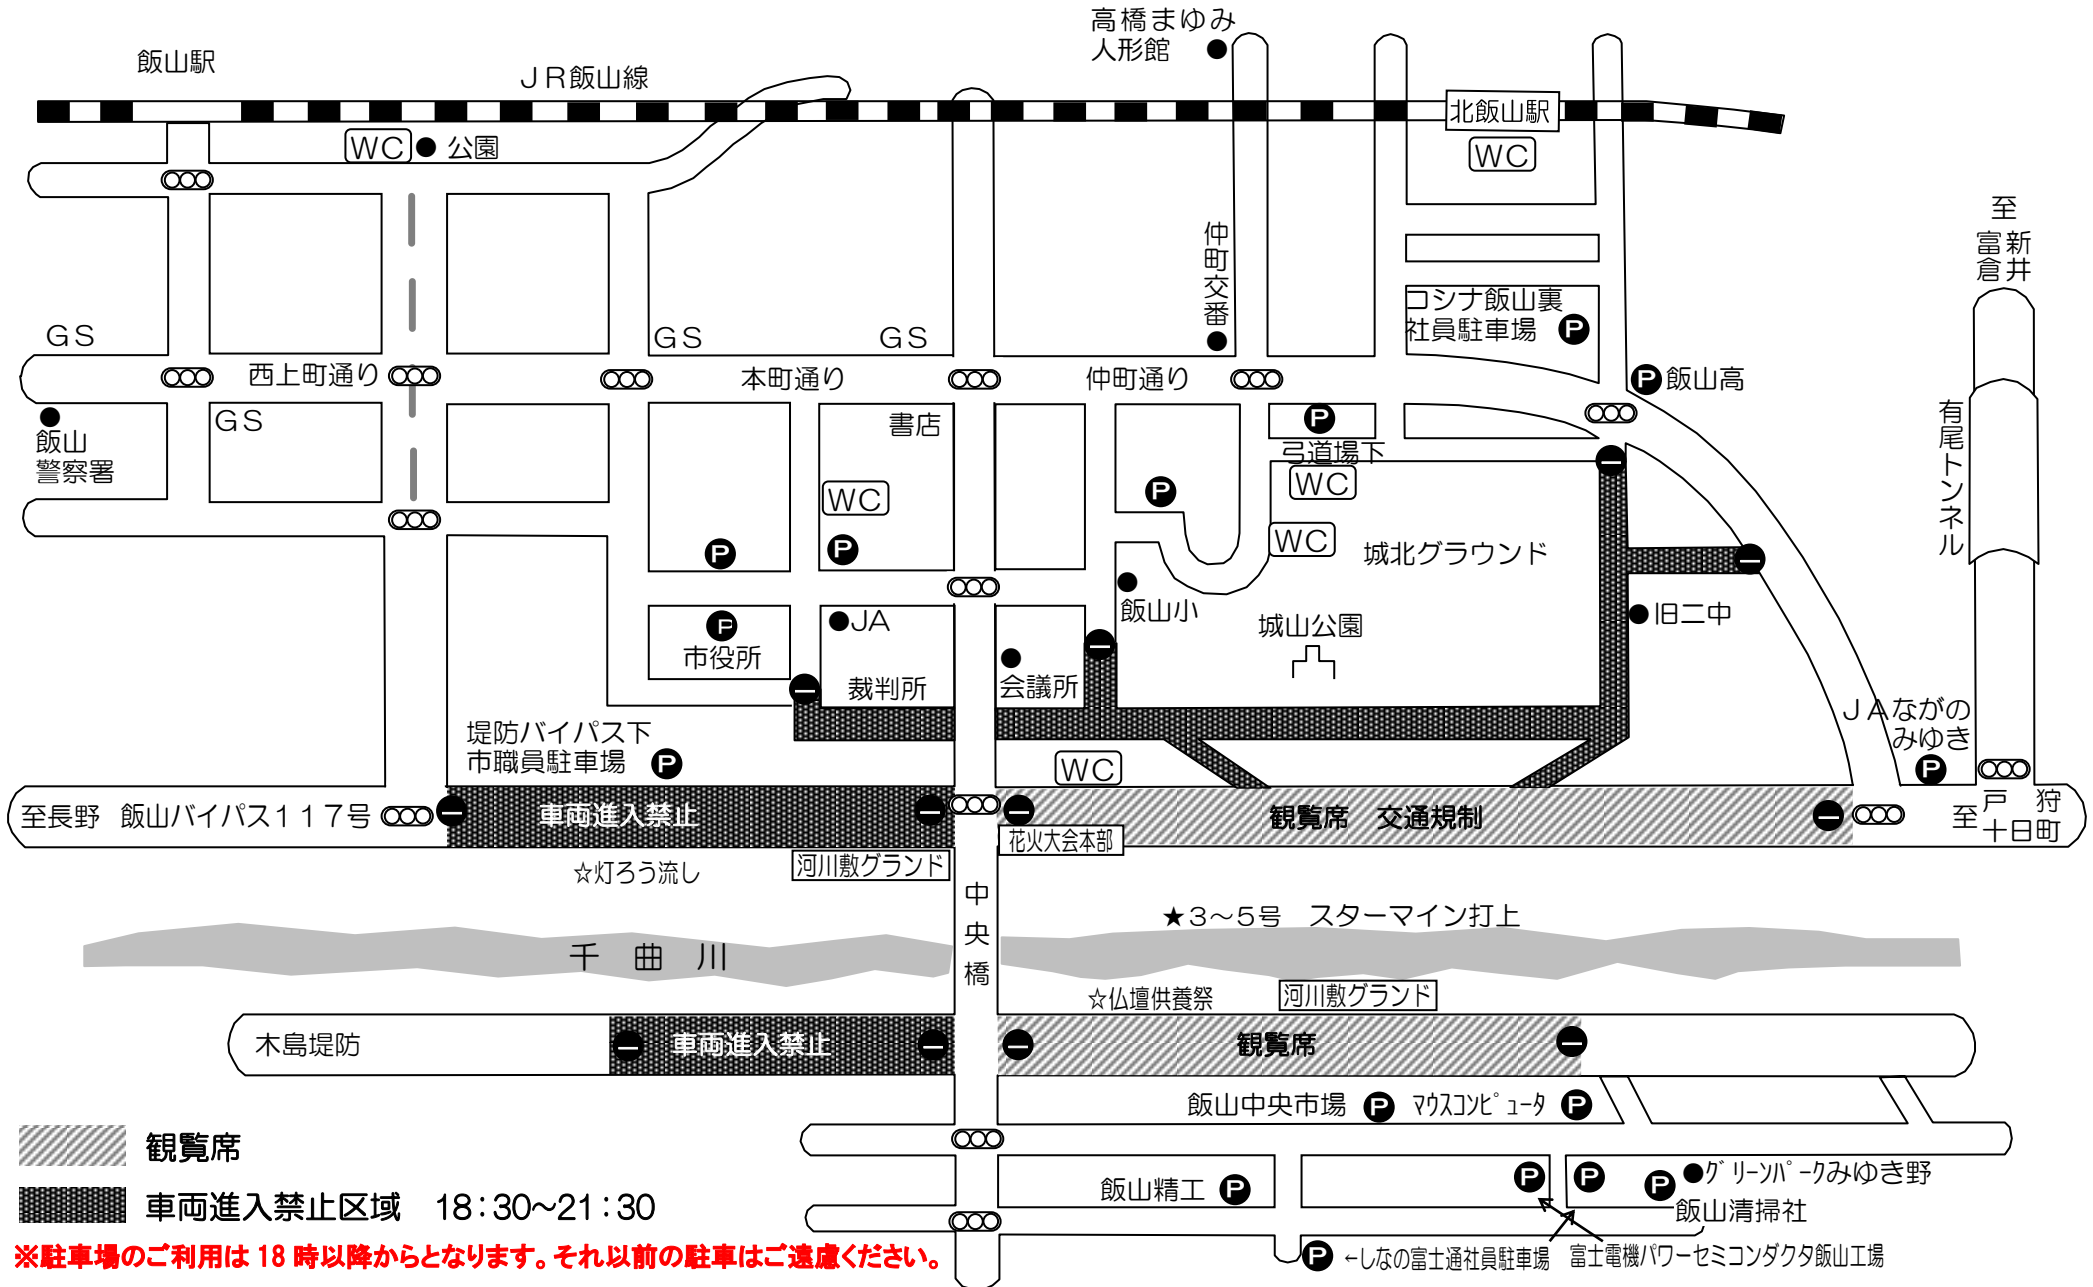 高橋まゆみ
人形館
飯山駅
ＪＲ飯山線
北飯山駅
WC
公園
WC
至
富倉
新井
仲町交番
コシナ飯山裏
社員駐車場
P
GS
GS
GS
西上町通り
本町通り
仲町通り
P
飯山高
有尾トンネル
飯山
警察署
GS
書店
P
弓道場下
WC
WC
P
WC
城北グラウンド
P
P
飯山小
旧二中
P
市役所
JA
城山公園
裁判所
会議所
ＪＡながの
みゆき
P
堤防バイパス下
市職員駐車場
P
WC
至長野
飯山バイパス１１７号
車両進入禁止
観覧席　交通規制
至
戸狩
十日町
花火大会本部
☆灯ろう流し
河川敷グランド
中央橋
★３～５号　スターマイン打上
千曲川
☆仏壇供養祭
河川敷グランド
木島堤防
車両進入禁止
観覧席
飯山中央市場
P
ﾏｳｽｺﾝﾋﾟｭｰﾀ
P
観覧席
飯山精工
P
P
P
P
ｸﾞﾘｰﾝﾊﾟｰｸみゆき野
車両進入禁止区域　18：30～21：30
飯山清掃社
※駐車場のご利用は 18 時以降からとなります。それ以前の駐車はご遠慮ください。
P
←しなの富士通社員駐車場
富士電機パワーセミコンダクタ飯山工場